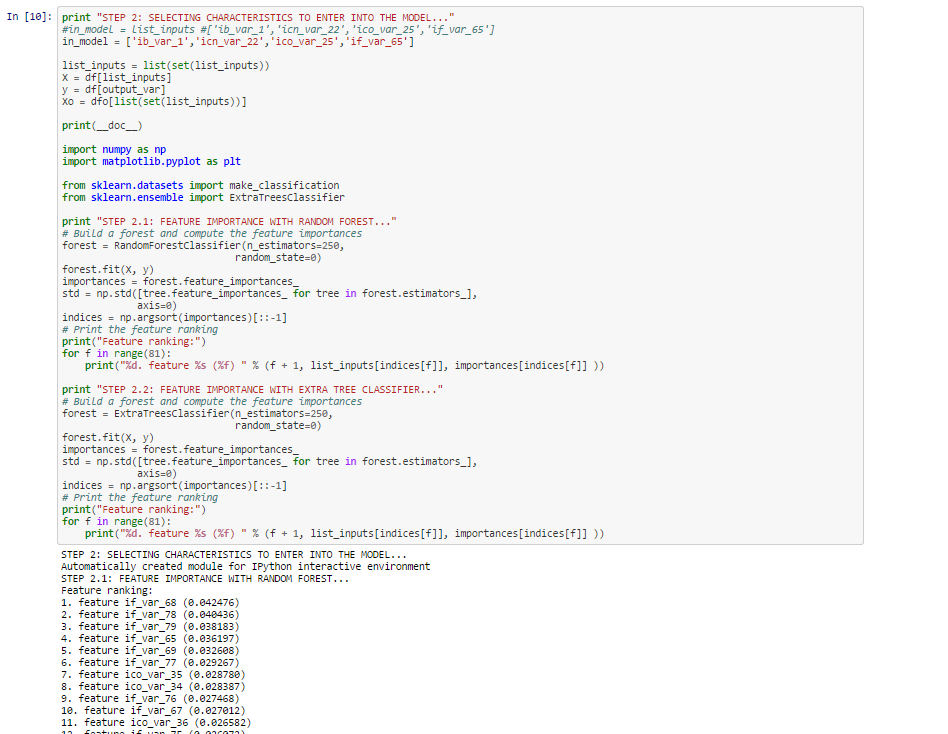 In [10]: print "STEP 2: SELECTING CHARACTERISTICS TO ENTER INTO THE MODEL..."
#in_model = list_inputs #['ib_var_1','icn_var_22','ico_var_25','if_var_65']
in_model = ['ib_var_1','icn_var_22','ico_var_25','if_var_65']
list_inputs = list(set(list_inputs))
X = df[list_inputs]
y = df[output_var]
Xo = dfo[list(set(list_inputs))]
print(__doc__)
import numpy as np
import matplotlib.pyplot as plt
from sklearn.datasets import make_classification
from sklearn.ensemble import ExtraTreesClassifier
print "STEP 2.1: FEATURE IMPORTANCE WITH RANDOM FOREST..."
# Build a forest and compute the feature importances
forest = RandomForestClassifier(n_estimators=250,
random_state=0)
forest.fit(X, y)
importances = forest.feature_importances_
std = np.std([tree.feature_importances_ for tree in forest.estimators_],
axis=0)
indices = np.argsort(importances)[::-1]
# Print the feature ranking
print("Feature ranking:")
for f in range(81):
print("%d. feature %s (%f) " % (f + 1, list_inputs[indices[f]], importances[indices[f]] ))
print "STEP 2.2: FEATURE IMPORTANCE WITH EXTRA TREE CLASSIFIER..."
# Build a forest and compute the feature importances
forest = ExtraTreesClassifier(n_estimators=250,
random_state=0)
forest.fit(X, y)
importances = forest.feature_importances_
std = np.std([tree.feature_importances_ for tree in forest.estimators_],
axis=0)
indices = np.argsort(importances)[::-1]
# Print the feature ranking
print("Feature ranking:")
for f in range(81):
print("%d. feature %s (%f) " % (f + 1, list_inputs[indices[f]], importances[indices[f]] ))
STEP 2: SELECTING CHARACTERISTICS TO ENTER INTO THE MODEL...
Automatically created module for IPython interactive environment
STEP 2.1: FEATURE IMPORTANCE WITH RANDOM FOREST...
Feature ranking:
1. feature if_var_68 (0.042476)
2. feature if_var_78 (0.040436)
3. feature if_var_79 (0.038183)
4. feature if_var_65 (0.036197)
5. feature if_var_69 (0.032608)
6. feature if_var_77 (0.029267)
7. feature ico_var_35 (0.028780)
8. feature ico_var_34 (0.028387)
9. feature if_var_76 (0.027468)
10. feature if_var_67 (0.027012)
11. feature ico_var_36 (0.026582)
12. feature if_var_75